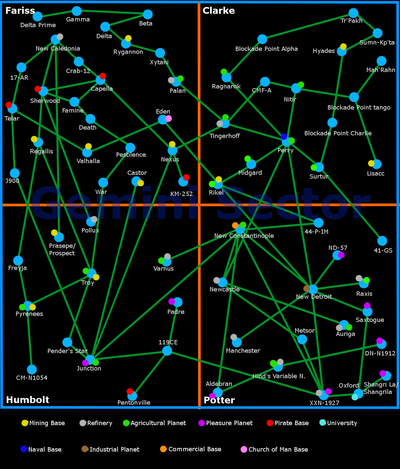 Fariss
Clarke
Delta Prime
Gamma
Beta
Delta
Rygannon
Xytani
New Caledonia
17-AR
Crab-12
Capella
Palan
Sherwood
Famine
Telar
Death
Eden
Regallis
Valhalla
Pestilence
Nexus
Castor
War
KM-252
J900
Tr'Pakh
Sumn-Kp'ta
Blockade Point Alpha
Hyades
Mah'Rahn
Ragnarok
CMF-A
Nitir
Blockade Point tango
Blockade Point Charlie
Tingerhoff
Perry
Midgard
Surtur
Lisacc
Rikel
Gemini Sector
Pollux
Prasepe/
Prospect
Freyja
Troy
Varnus
Pyrenees
Padre
Pender's Star
Junction
119CE
CM-N1054
Pentonville
Humbolt
44-P-IM
New Constantinople
ND-57
41-GS
Newcastle
New Detroit
Raxis
Saxtogue
Auriga
Metsor
Manchester
DN-N1912
Hind's Variable N.
Aldebran
Oxford
Shangri La/
Shangrila
XXN-1927
Potter
Mining Base
Refinery
Agricultural Planet
Pleasure Planet
Pirate Base
University
Naval Base
Industrial Planet
Commercial Base
Church of Man Base